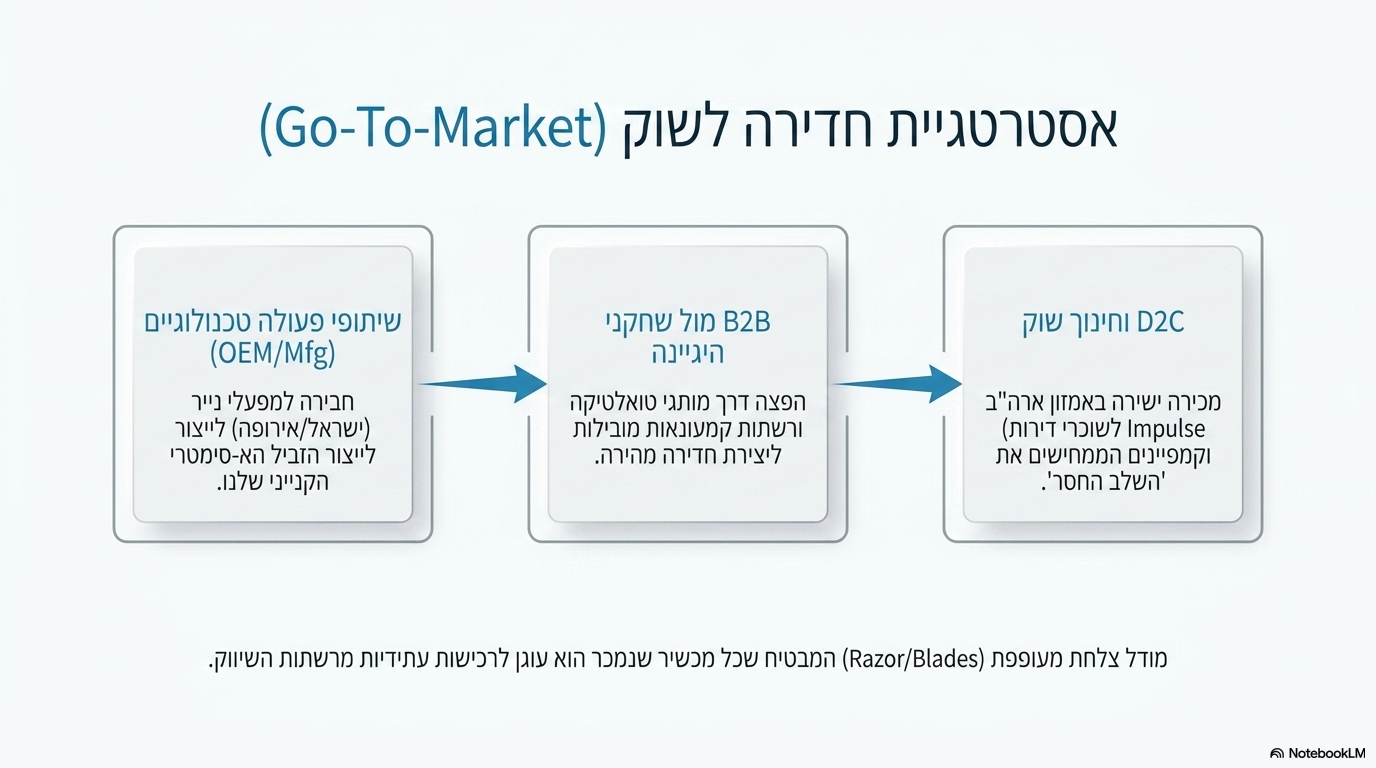 אסטרטגיית חדירה לשוק (Go-To-Market)
D2C וחינוך שוק
מכירה ישירה באמזון ארה"ב
Impulse לשוכרי דירות)
וקמפיינים הממחישים את
'השלב החסר'.
B2B מול שחקני
היגיינה
הפצה דרך מותגי טואלטיקה
ורשתות קמעונאות מובילות
ליצירת חדירה מהירה.
שיתופי פעולה טכנולוגיים
(OEM/Mfg)
חבירה למפעלי נייר
(ישראל/אירופה) לייצור
לייצור הזביל הא-סימטרי
הקנייני שלנו.
מודל צלחת מעופפת (Razor/Blades) המבטיח שכל מכשיר שנמכר הוא עוגן לרכישות עתידיות מרשתות השיווק.
NotebookLM